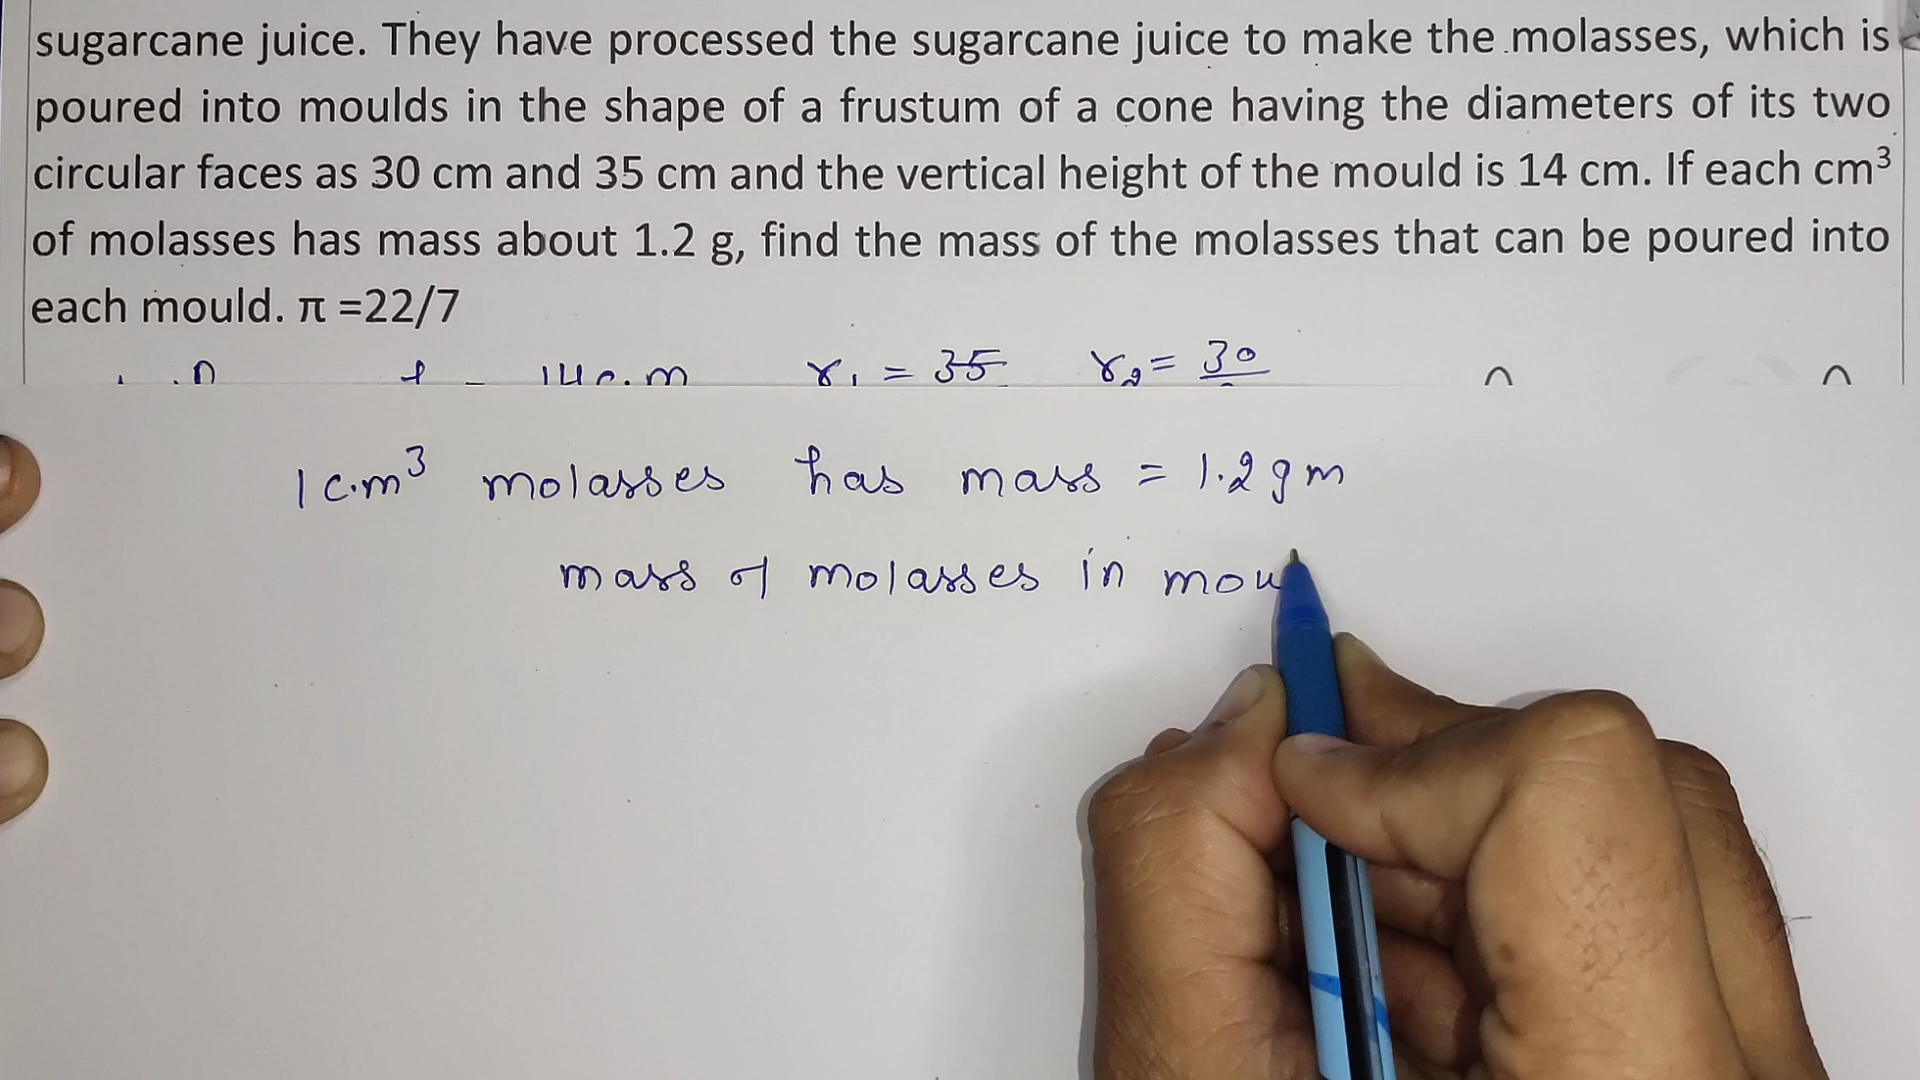 sugarcane juice. They have processed the sugarcane juice to make the molasses, which is
poured into moulds in the shape of a frustum of a cone having the diameters of its two
circular faces as 30 cm and 35 cm and the vertical height of the mould is 14 cm. If each cm³
of molasses has mass about 1.2 g, find the mass of the molasses that can be poured into
each mould. π =22/7
14c.m r₁ = 35 r₂ = 30
1 c.m³ molasses has mass = 1.2gm
mass of molasses in mou